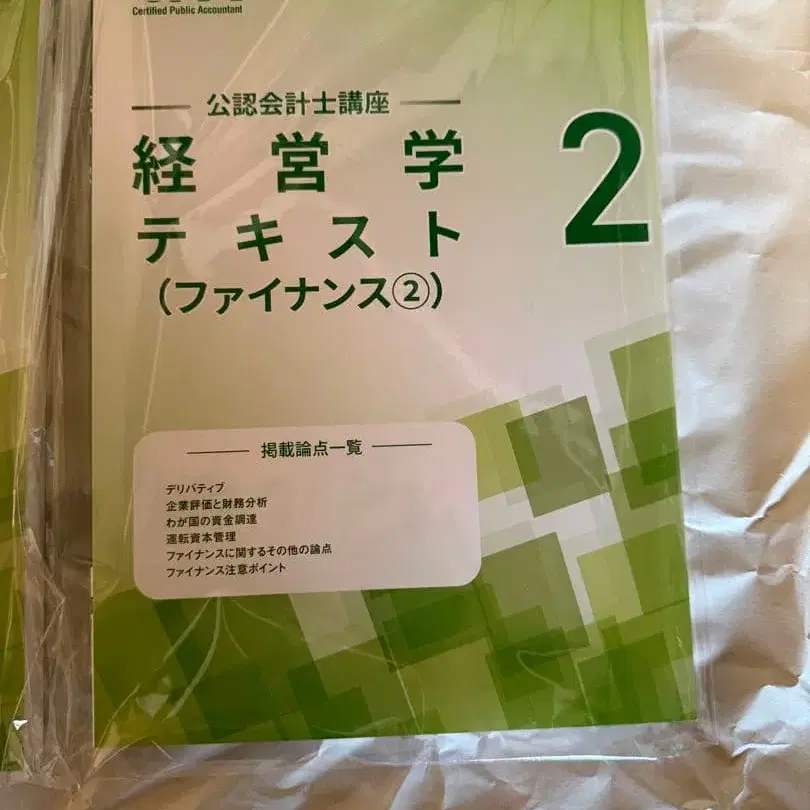 Certified Public Accountant
公認会計士講座
経営学
テキスト
2
(ファイナンス②)
掲載論点一覧
デリバティブ
企業評価と財務分析
わが国の資金調達
運転資本管理
ファイナンスに関するその他の論点
ファイナンス注意ポイント